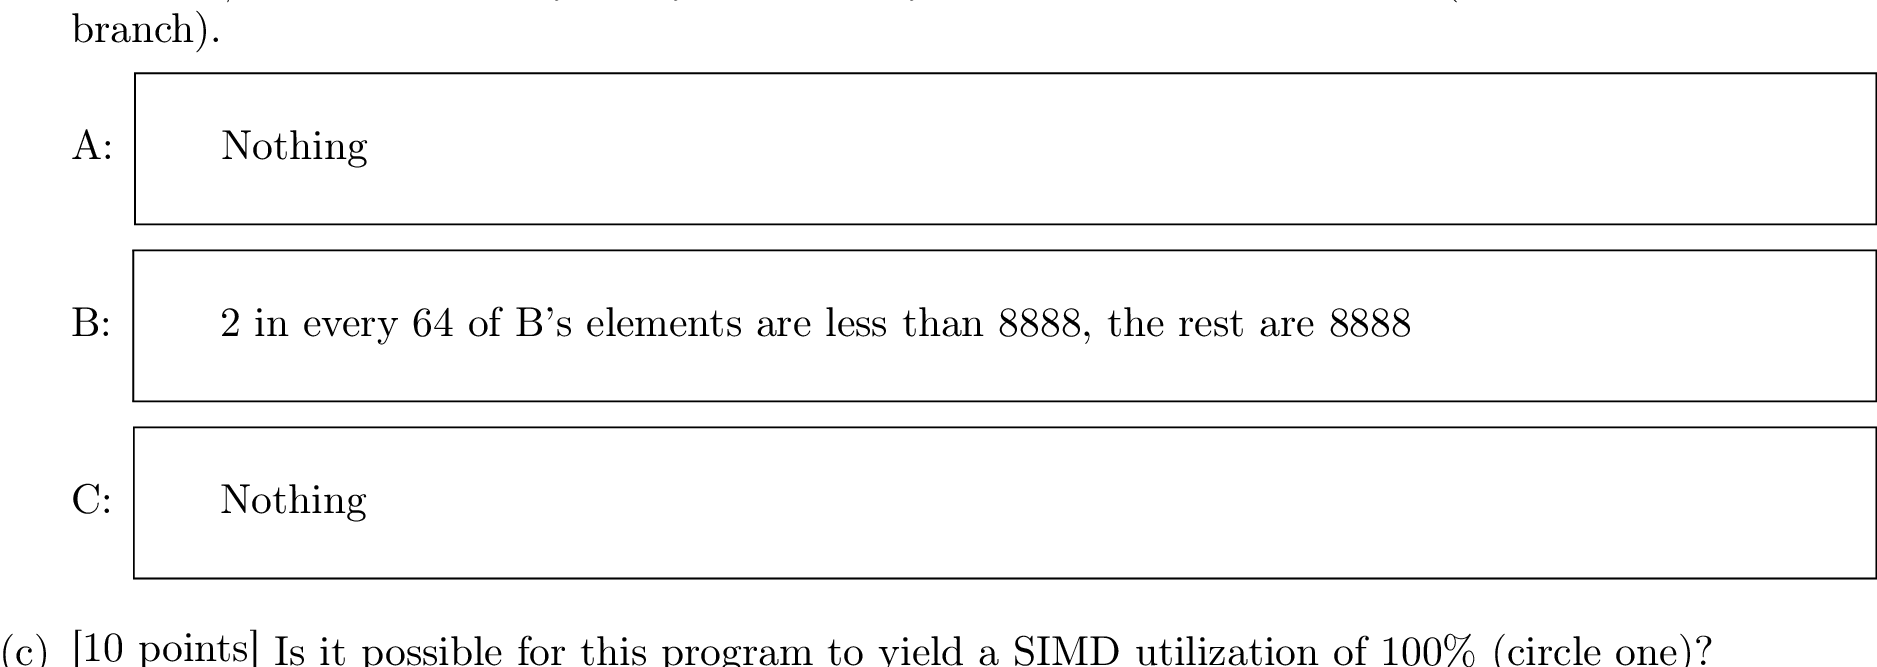 branch).
A: Nothing
B: 2 in every 64 of B's elements are less than 8888, the rest are 8888
C: Nothing
(c) [10 points] Is it possible for this program to yield a SIMD utilization of 100% (circle one)?